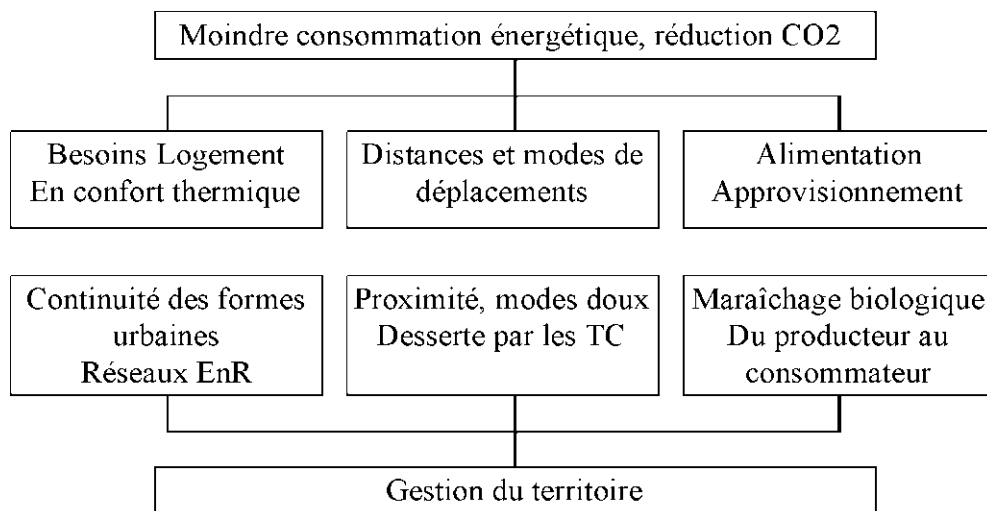 Moindre consommation énergétique, réduction CO2
Besoins Logement
En confort thermique
Distances et modes de
déplacements
Alimentation
Approvisionnement
Continuité des formes
urbaines
Réseaux EnR
Proximité, modes doux
Desserte par les TC
Maraîchage biologique
Du producteur au
consommateur
Gestion du territoire